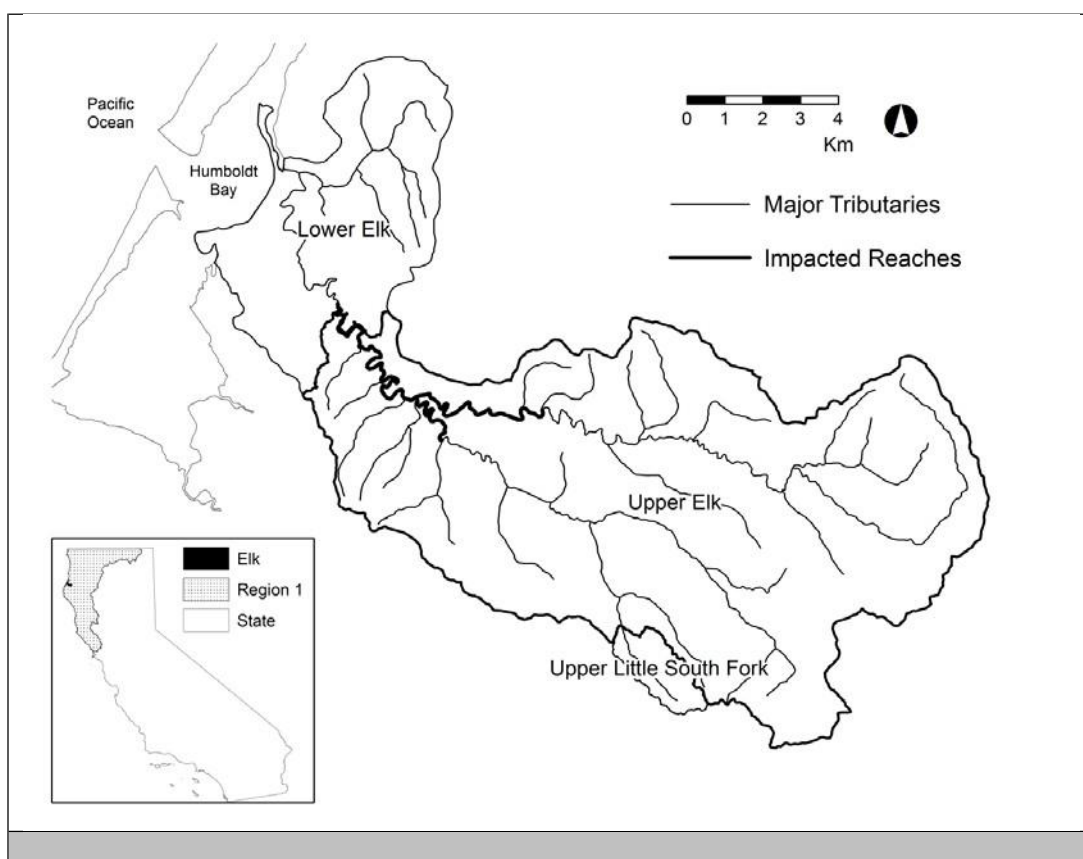 Pacific
Ocean
Humboldt
Bay
Lower Elk
0 1 2 3 4
Km
Major Tributaries
Impacted Reaches
Upper Elk
Upper Little South Fork
Elk
Region 1
State